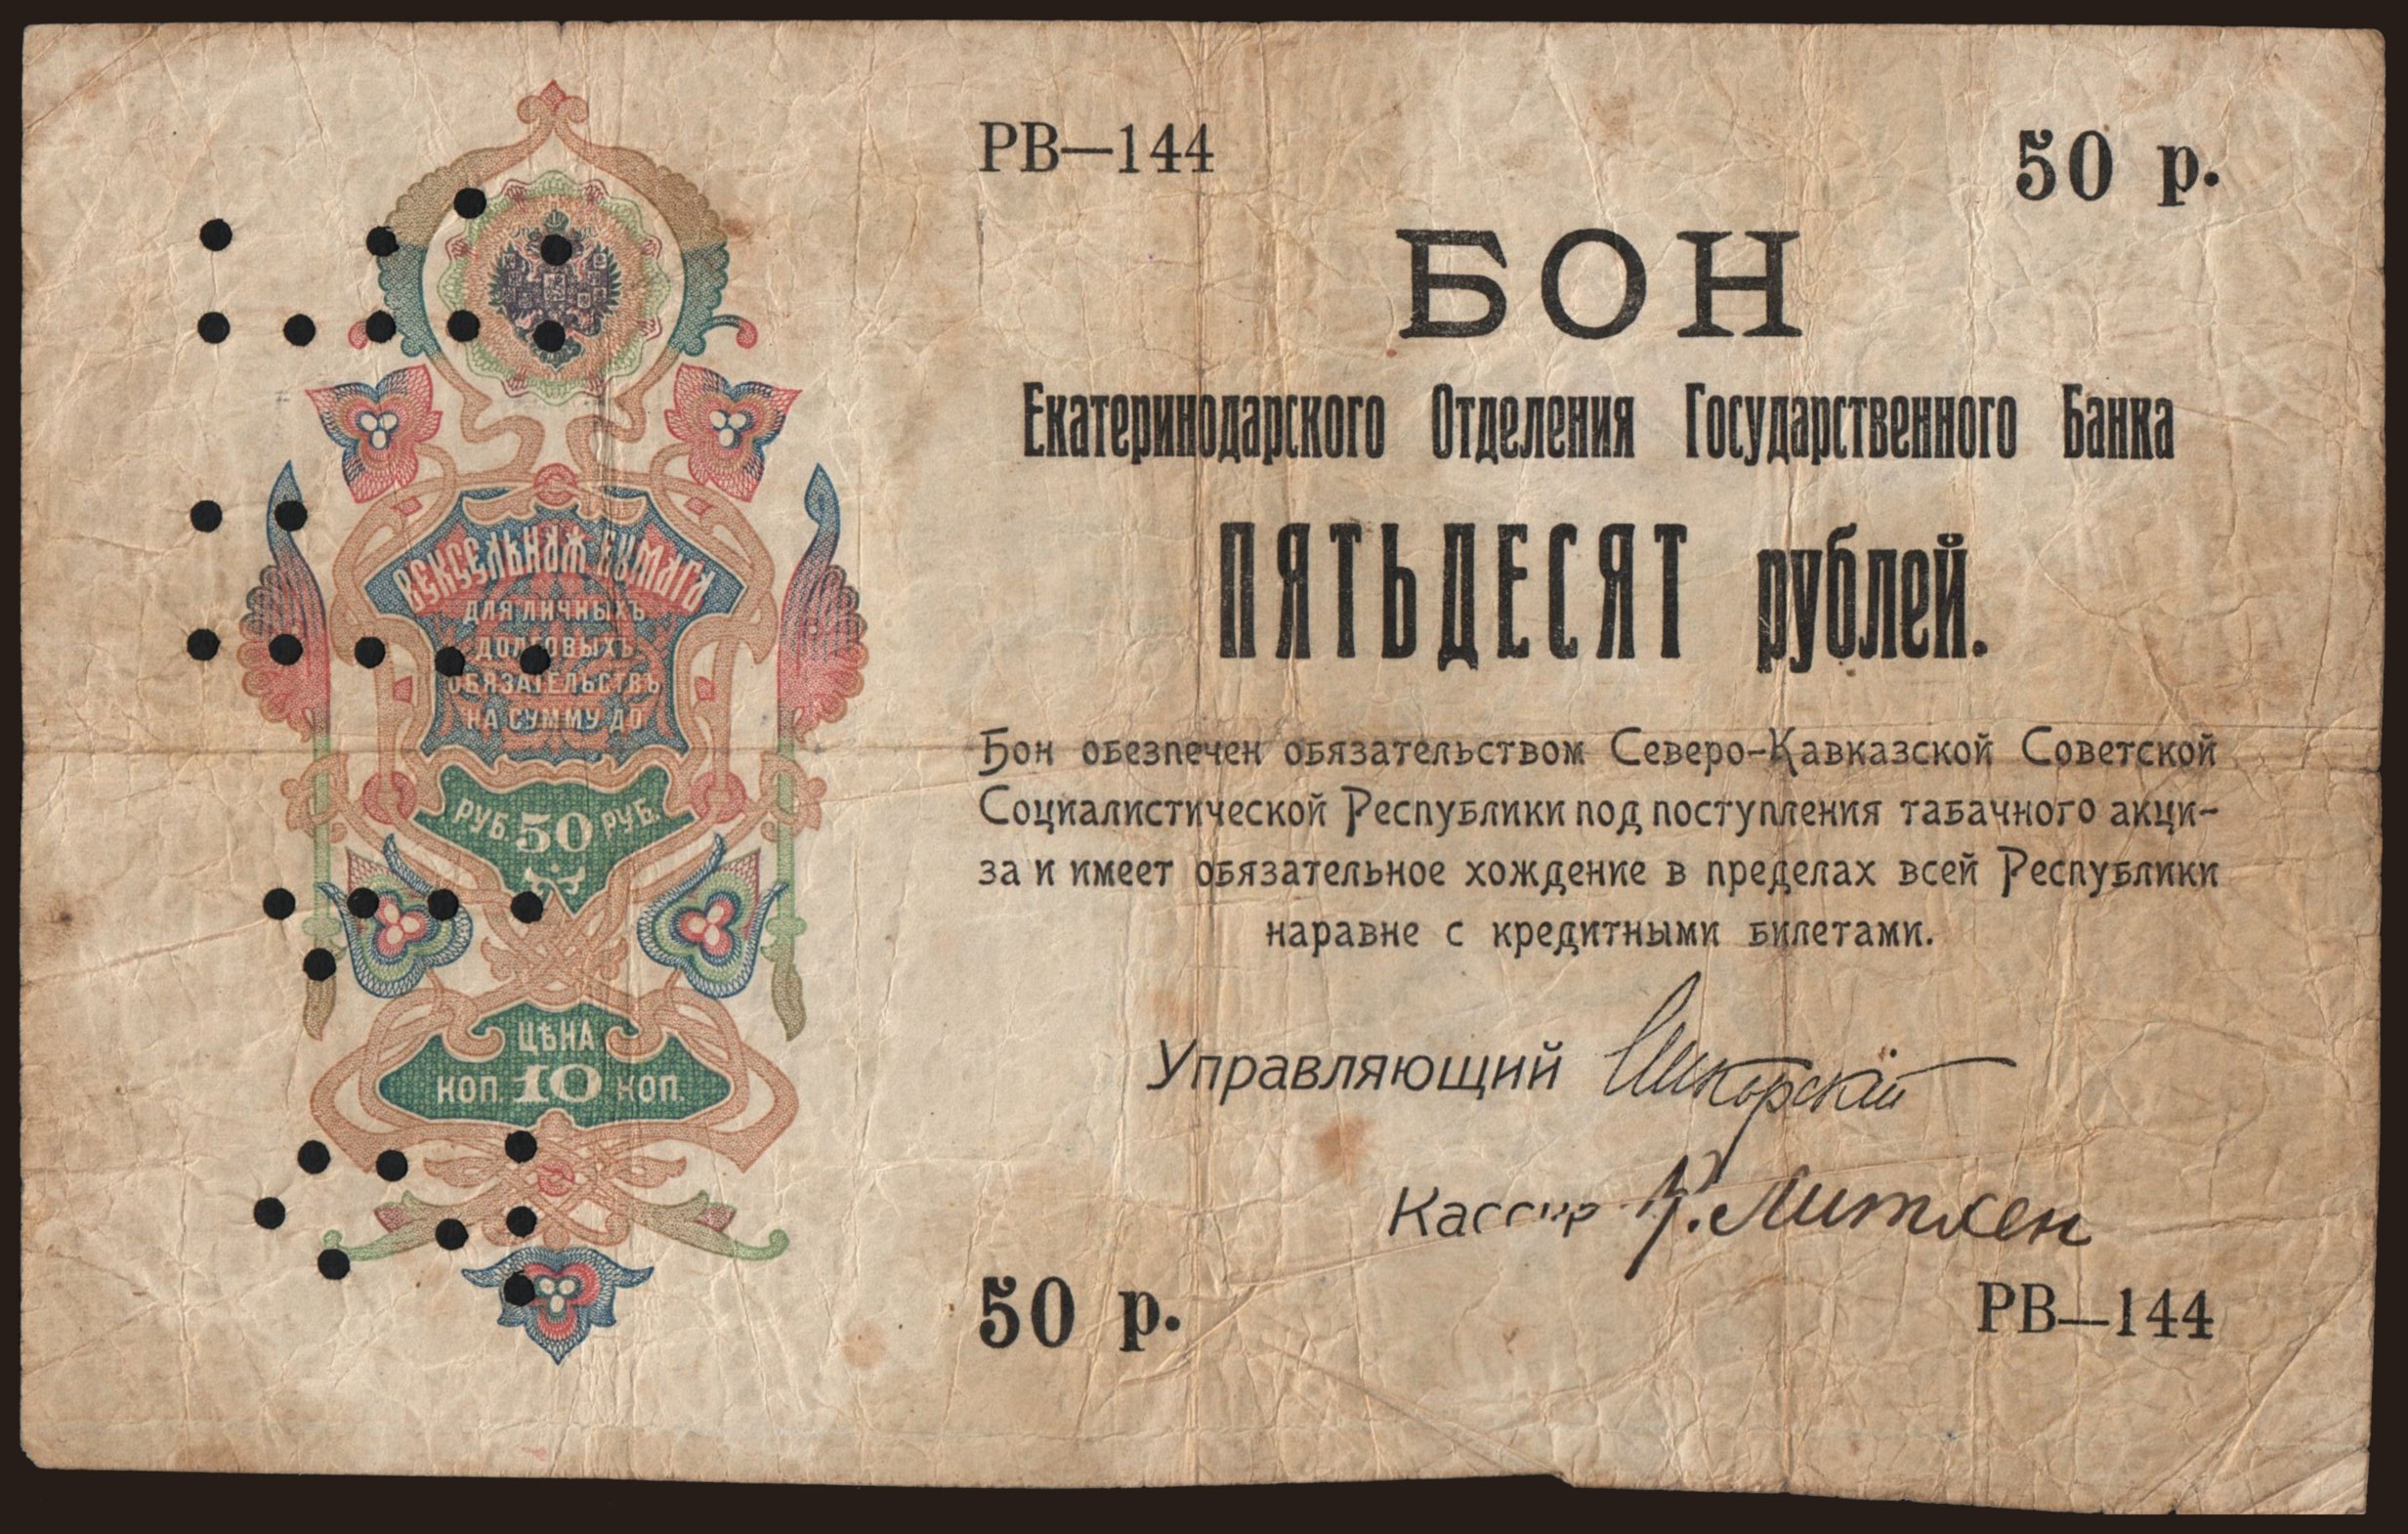 РВ—144
50 р.
БОН
Екатеринодарского Отделения Государственного Банка
ПЯТЬДЕСЯТ рублей.
Бон обезпечен обязательством Северо-Кавказской Советской
Социалистической Республики под поступления табачного акци-
за и имеет обязательное хождение в пределах всей Республики
наравне с кредитными билетами.
Управляющий
Кассир
50 р.
РВ—144
ВЕКСЕЛЬНАЯ БУМАГА
ДЛЯ ЛИЧНЫХЪ
ДОЛГОВЫХЪ
ОБЯЗАТЕЛЬСТВЪ
НА СУММУ ДО
РУБ. 50 РУБ.
ЦѢНА
КОП. 10 КОП.